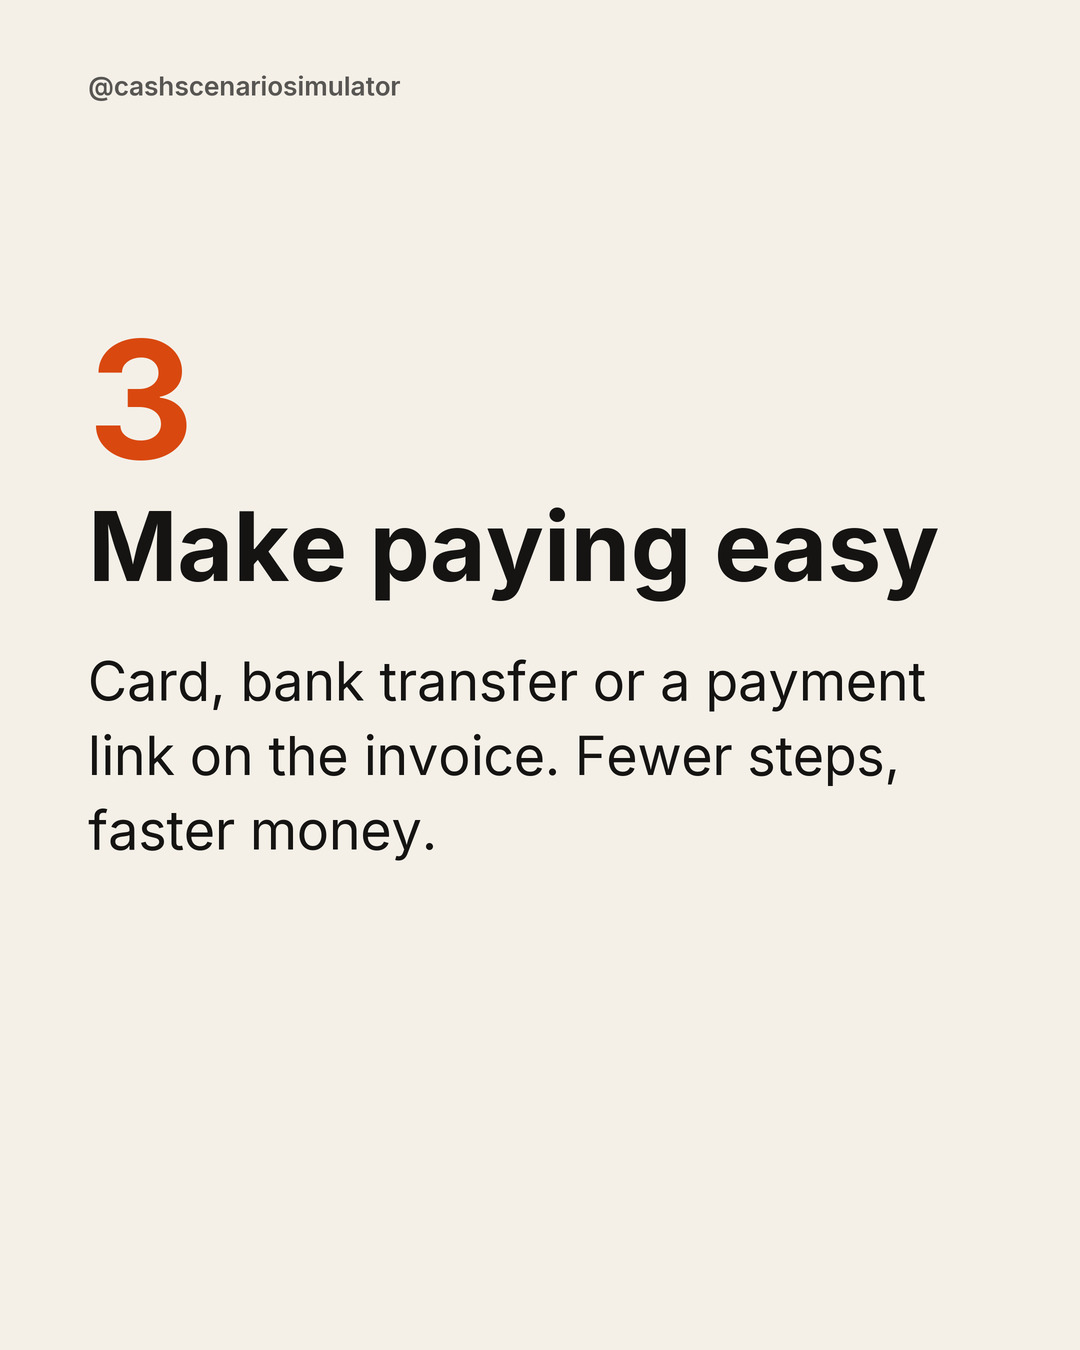 @cashscenariosimulator
3
Make paying easy
Card, bank transfer or a payment
link on the invoice. Fewer steps,
faster money.